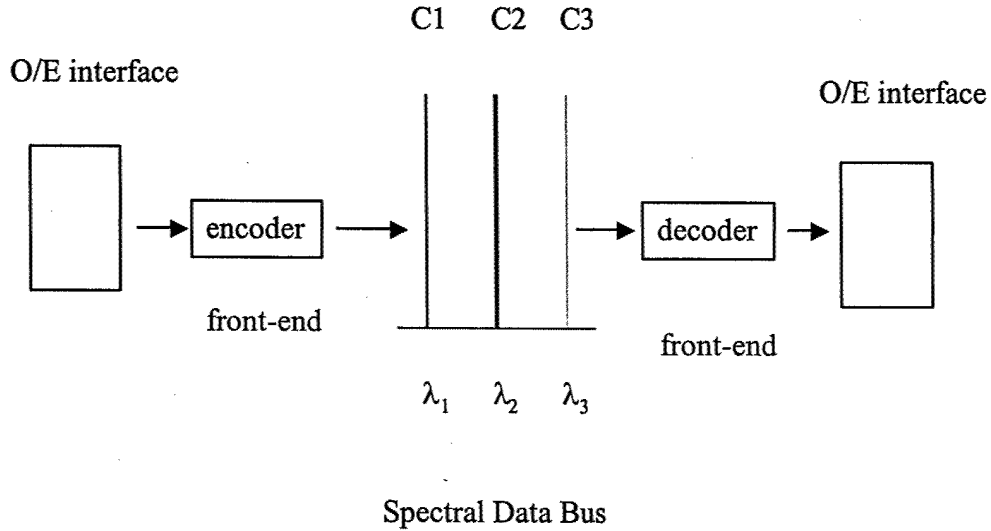 C1 C2 C3
O/E interface
O/E interface
encoder
decoder
front-end
front-end
λ₁ λ₂ λ₃
Spectral Data Bus